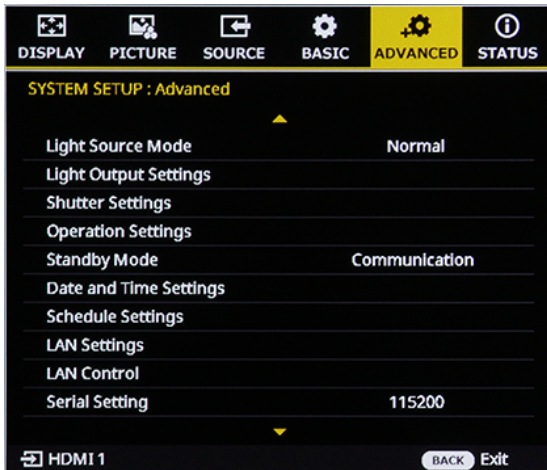 DISPLAY PICTURE SOURCE BASIC ADVANCED STATUS
SYSTEM SETUP : Advanced
Light Source Mode Normal
Light Output Settings
Shutter Settings
Operation Settings
Standby Mode Communication
Date and Time Settings
Schedule Settings
LAN Settings
LAN Control
Serial Setting 115200
HDMI 1 BACK Exit